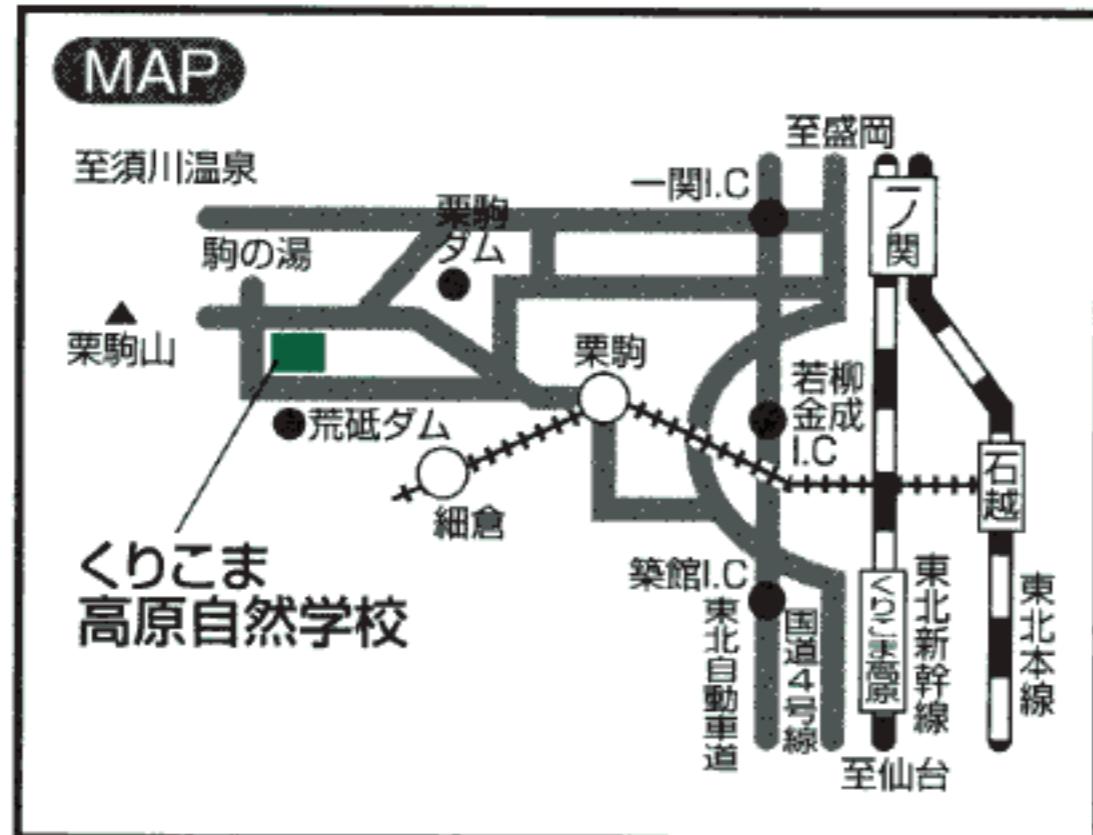 MAP
至盛岡
至須川温泉
一関I.C
一ノ関
栗駒
ダム
駒の湯
栗駒山
栗駒
若柳
金成
I.C
荒砥ダム
石越
細倉
くりこま
高原自然学校
築館I.C
東北自動車道
国道4号線
くりこま高原
東北新幹線
東北本線
至仙台